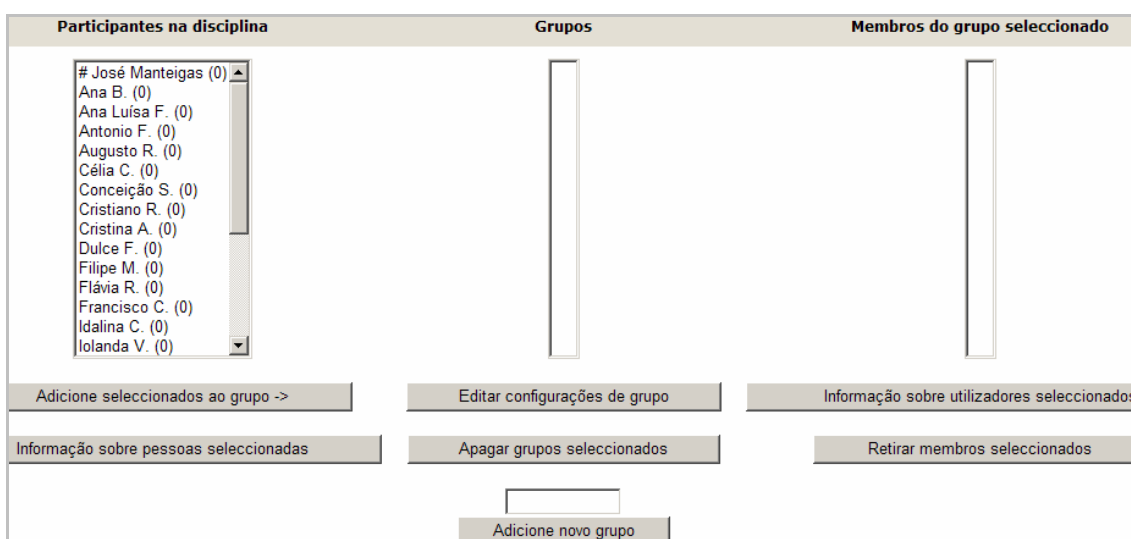 Participantes na disciplina
Grupos
Membros do grupo seleccionado
# José Manteigas (0)
Ana B. (0)
Ana Luísa F. (0)
Antonio F. (0)
Augusto R. (0)
Célia C. (0)
Conceição S. (0)
Cristiano R. (0)
Cristina A. (0)
Dulce F. (0)
Filipe M. (0)
Flávia R. (0)
Francisco C. (0)
Idalina C. (0)
Iolanda V. (0)
Adicione seleccionados ao grupo ->
Editar configurações de grupo
Informação sobre utilizadores seleccionados
Informação sobre pessoas seleccionadas
Apagar grupos seleccionados
Retirar membros seleccionados
Adicione novo grupo